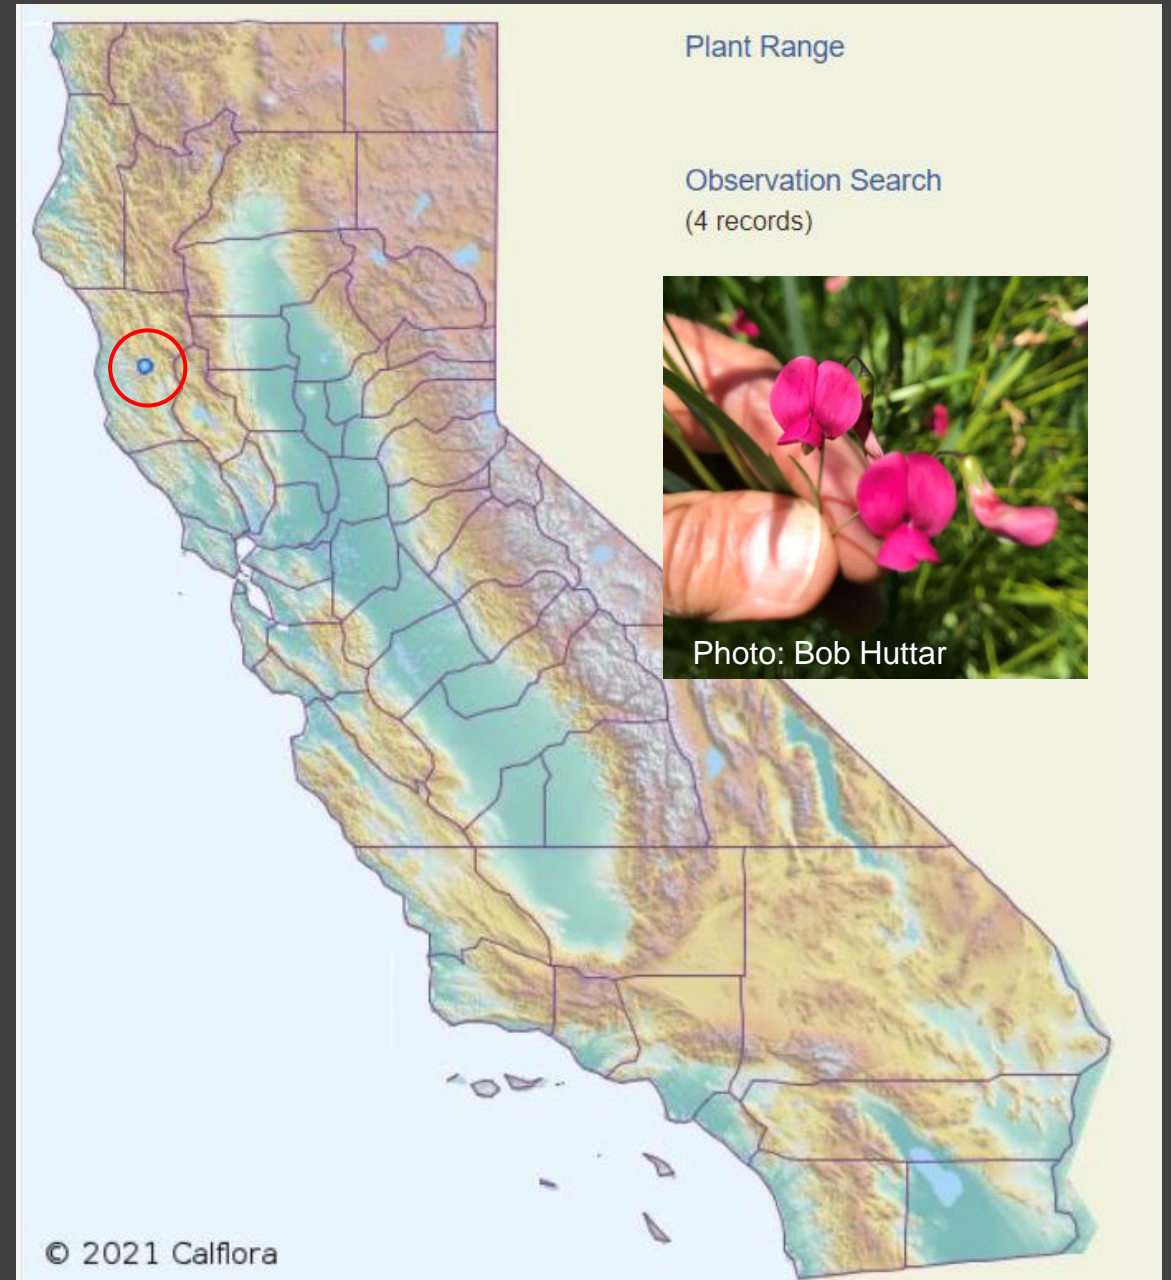 Plant Range
Observation Search
(4 records)
Photo: Bob Huttar
© 2021 Calflora